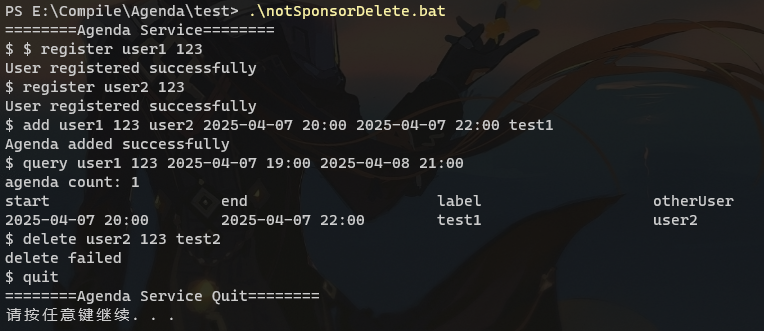 PS E:\Compile\Agenda\test> .\notSponsorDelete.bat
========Agenda Service========
$ $ register user1 123
User registered successfully
$ register user2 123
User registered successfully
$ add user1 123 user2 2025-04-07 20:00 2025-04-07 22:00 test1
Agenda added successfully
$ query user1 123 2025-04-07 19:00 2025-04-08 21:00
agenda count: 1
start end label otherUser
2025-04-07 20:00 2025-04-07 22:00 test1 user2
$ delete user2 123 test2
delete failed
$ quit
========Agenda Service Quit========
请按任意键继续. . .